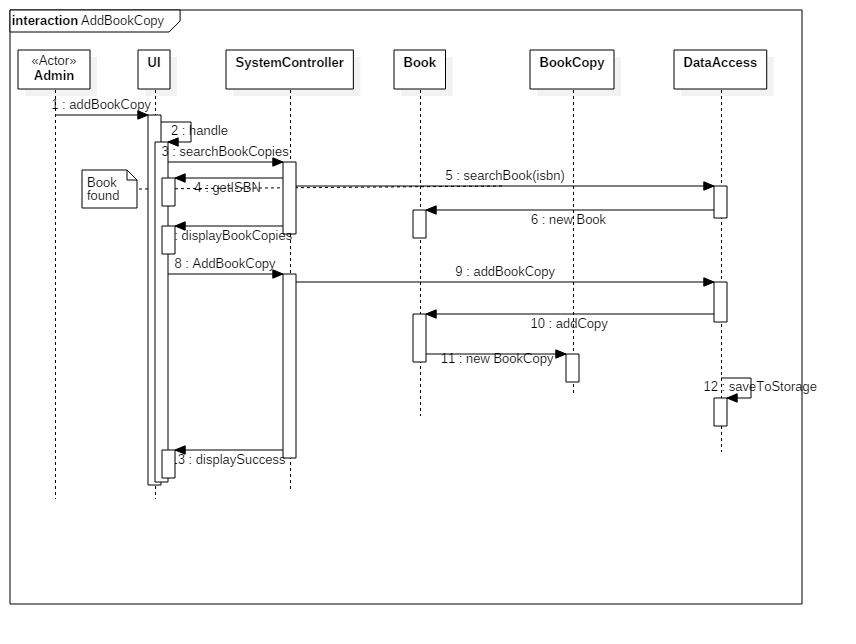 interaction AddBookCopy
«Actor»
Admin
UI
SystemController
Book
BookCopy
DataAccess
1 : addBookCopy
2 : handle
3 : searchBookCopies
5 : searchBook(isbn)
Book
found
4 : getISBN
6 : new Book
: displayBookCopies
8 : AddBookCopy
9 : addBookCopy
10 : addCopy
11 : new BookCopy
12 : saveToStorage
13 : displaySuccess